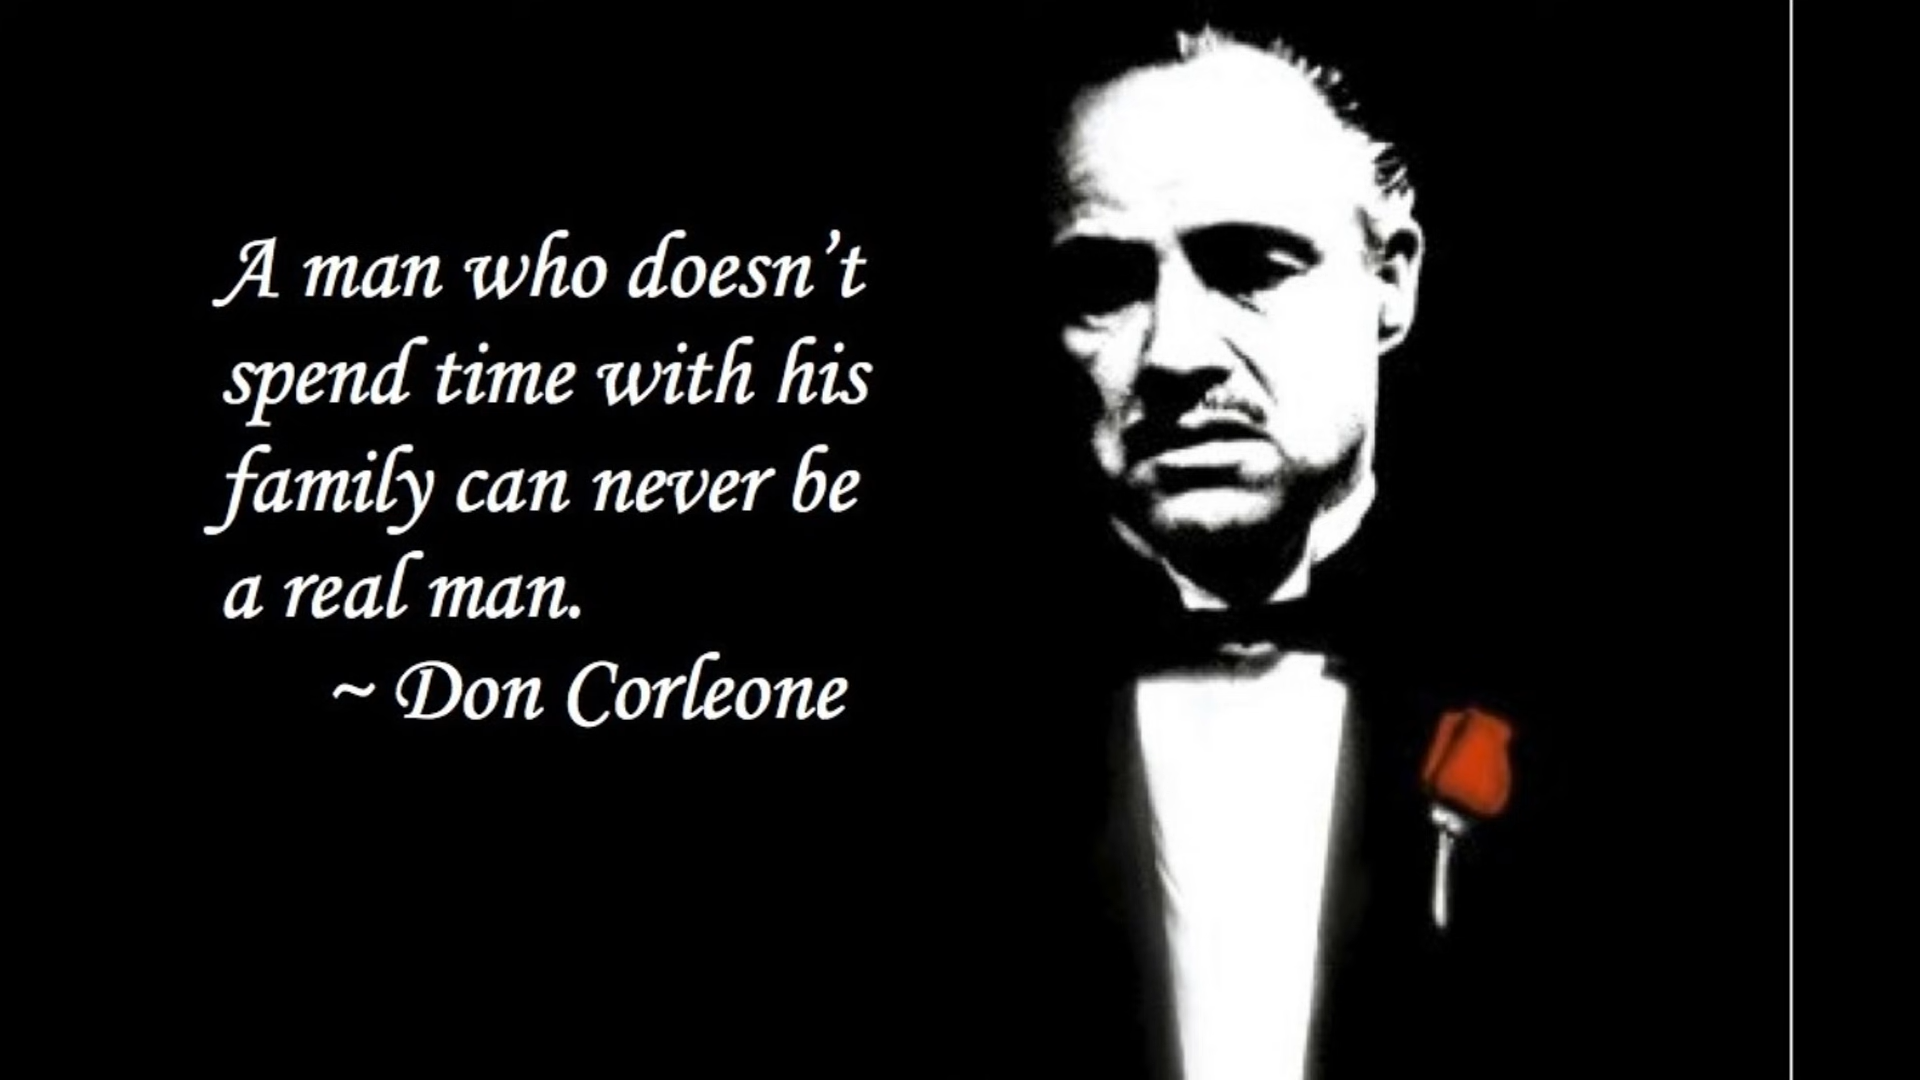 A man who doesn’t
spend time with his
family can never be
a real man.
~ Don Corleone